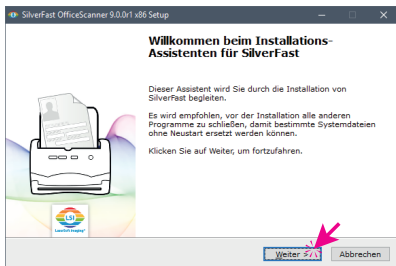 SilverFast OfficeScanner 9.0.0r1 x86 Setup
Willkommen beim Installations-
Assistenten für SilverFast
Dieser Assistent wird Sie durch die Installation von
SilverFast begleiten.
Es wird empfohlen, vor der Installation alle anderen
Programme zu schließen, damit bestimmte Systemdateien
ohne Neustart ersetzt werden können.
Klicken Sie auf Weiter, um fortzufahren.
LSI
LaserSoft Imaging
Weiter >
Abbrechen